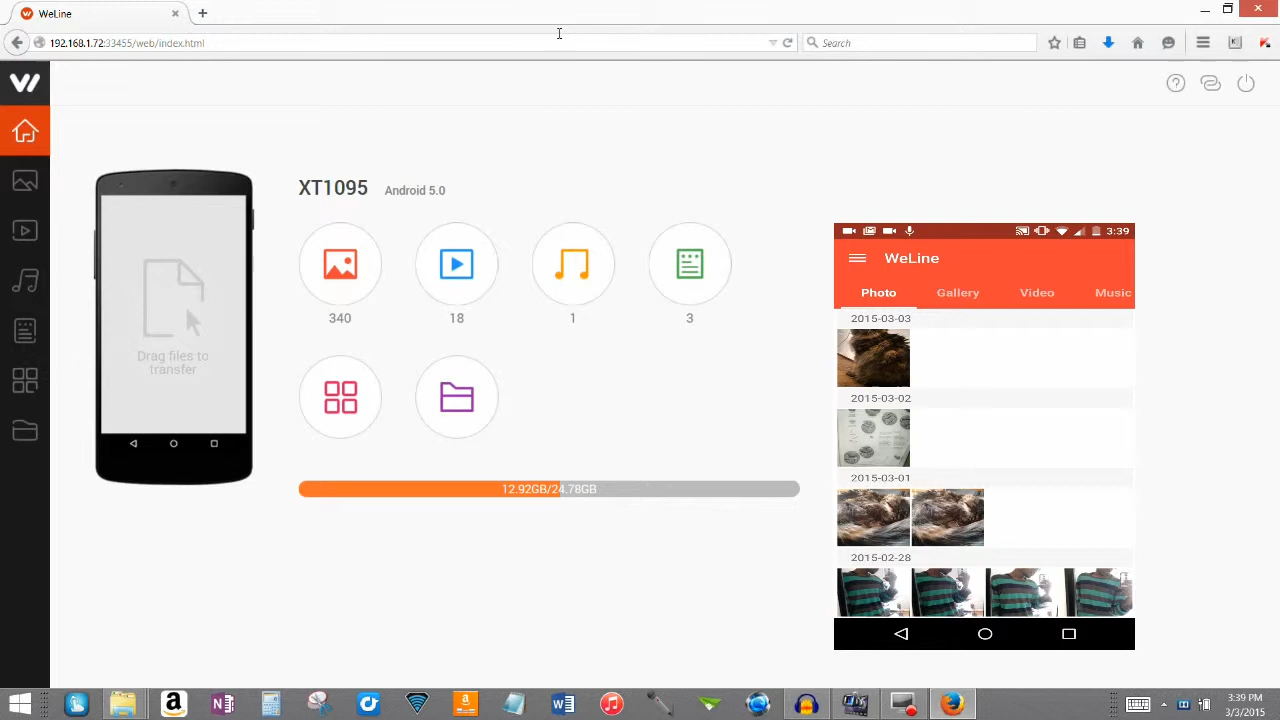 WeLine
192.168.1.72:33455/web/index.html
Search
XT1095 Android 5.0
340
18
1
3
Drag files to
transfer
12.92GB/24.78GB
3:39
WeLine
Photo Gallery Video Music
2015-03-03
2015-03-02
2015-03-01
2015-02-28
3:39 PM
3/3/2015